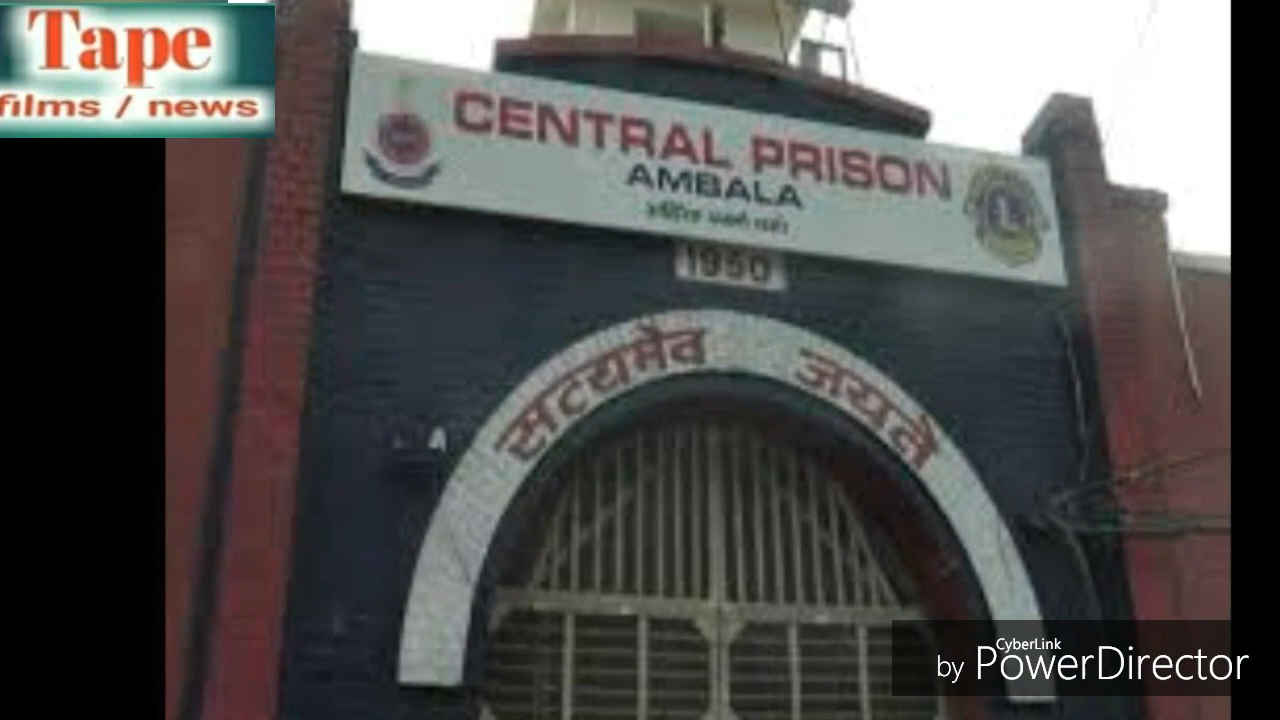 Tape
films / news
CENTRAL PRISON
AMBALA
1950
सत्यमेव जयते
CyberLink
by PowerDirector